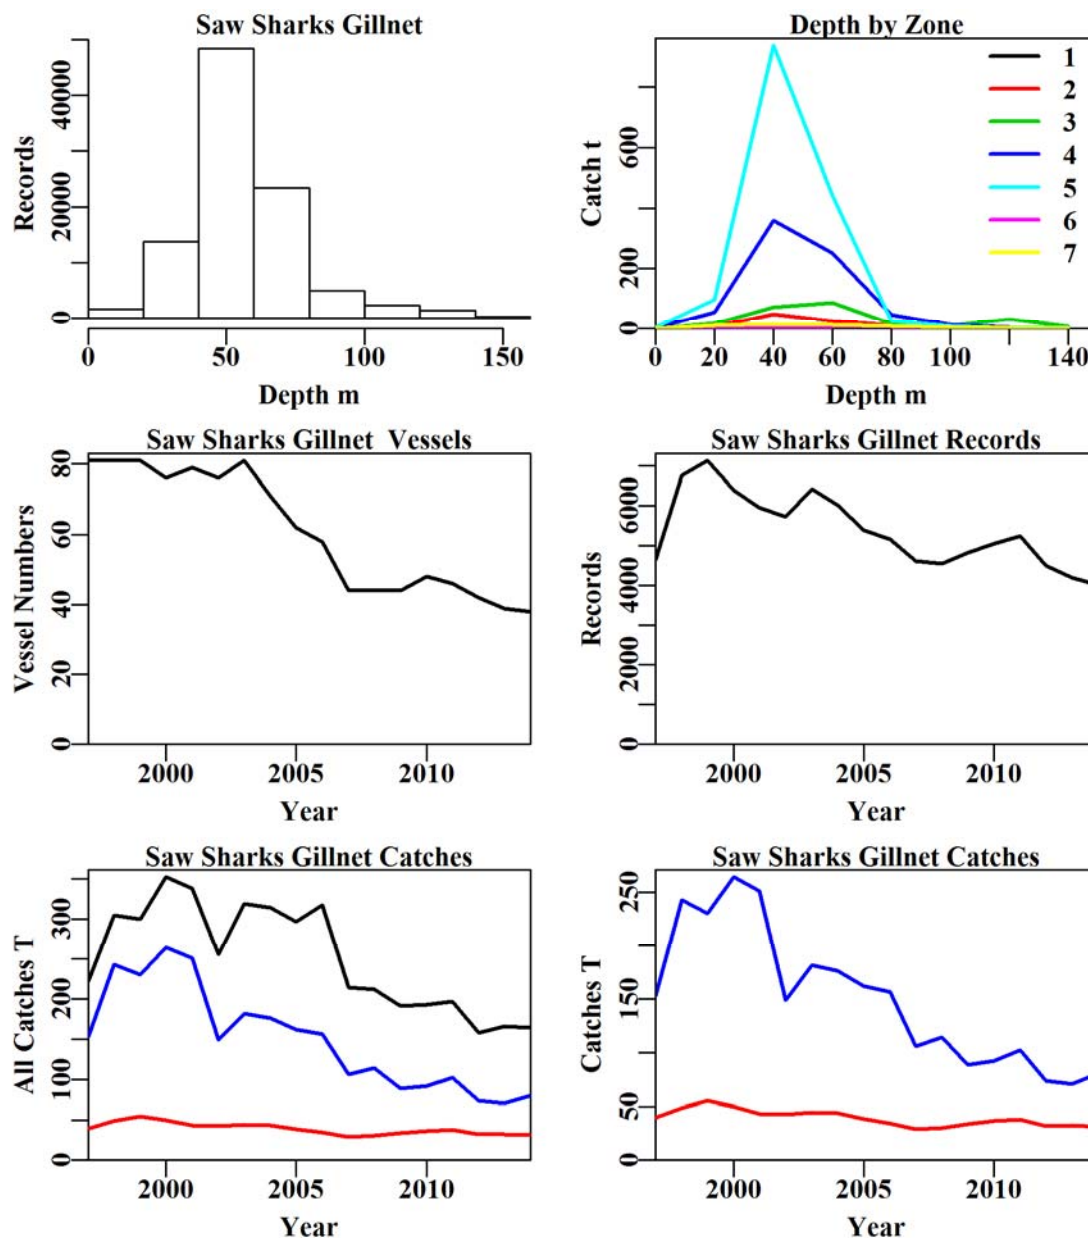 Saw Sharks Gillnet
Records
0 20000 40000
0 50 100 150
Depth m
Depth by Zone
Catch t
0 200 600
0 20 40 60 80 100 140
Depth m
1
2
3
4
5
6
7
Saw Sharks Gillnet Vessels
Vessel Numbers
0 20 40 60 80
2000 2005 2010
Year
Saw Sharks Gillnet Records
Records
0 2000 4000 6000
2000 2005 2010
Year
Saw Sharks Gillnet Catches
All Catches T
0 100 200 300
2000 2005 2010
Year
Saw Sharks Gillnet Catches
Catches T
0 50 150 250
2000 2005 2010
Year